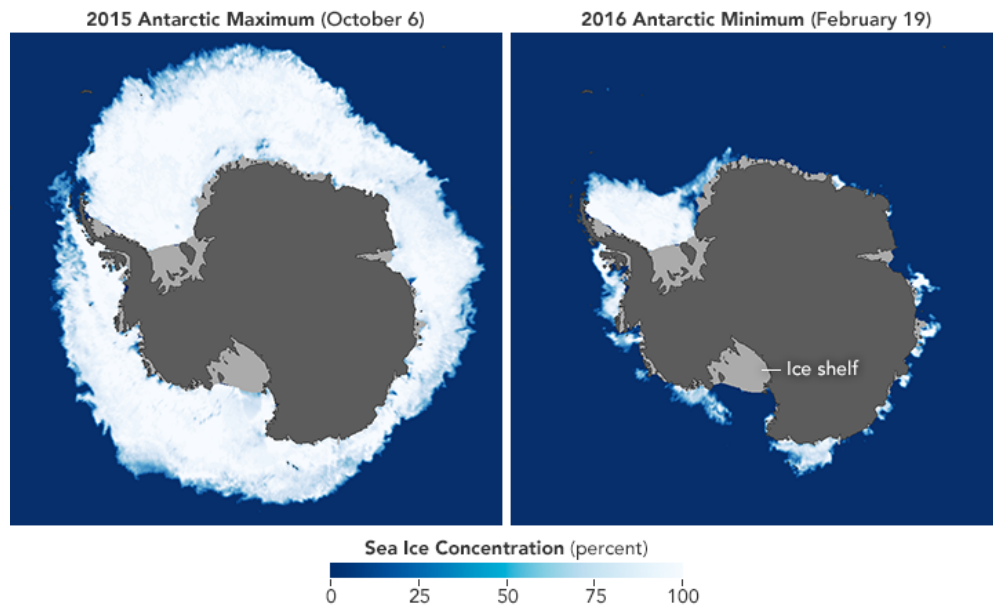 2015 Antarctic Maximum (October 6)
2016 Antarctic Minimum (February 19)
Ice shelf
Sea Ice Concentration (percent)
0 25 50 75 100